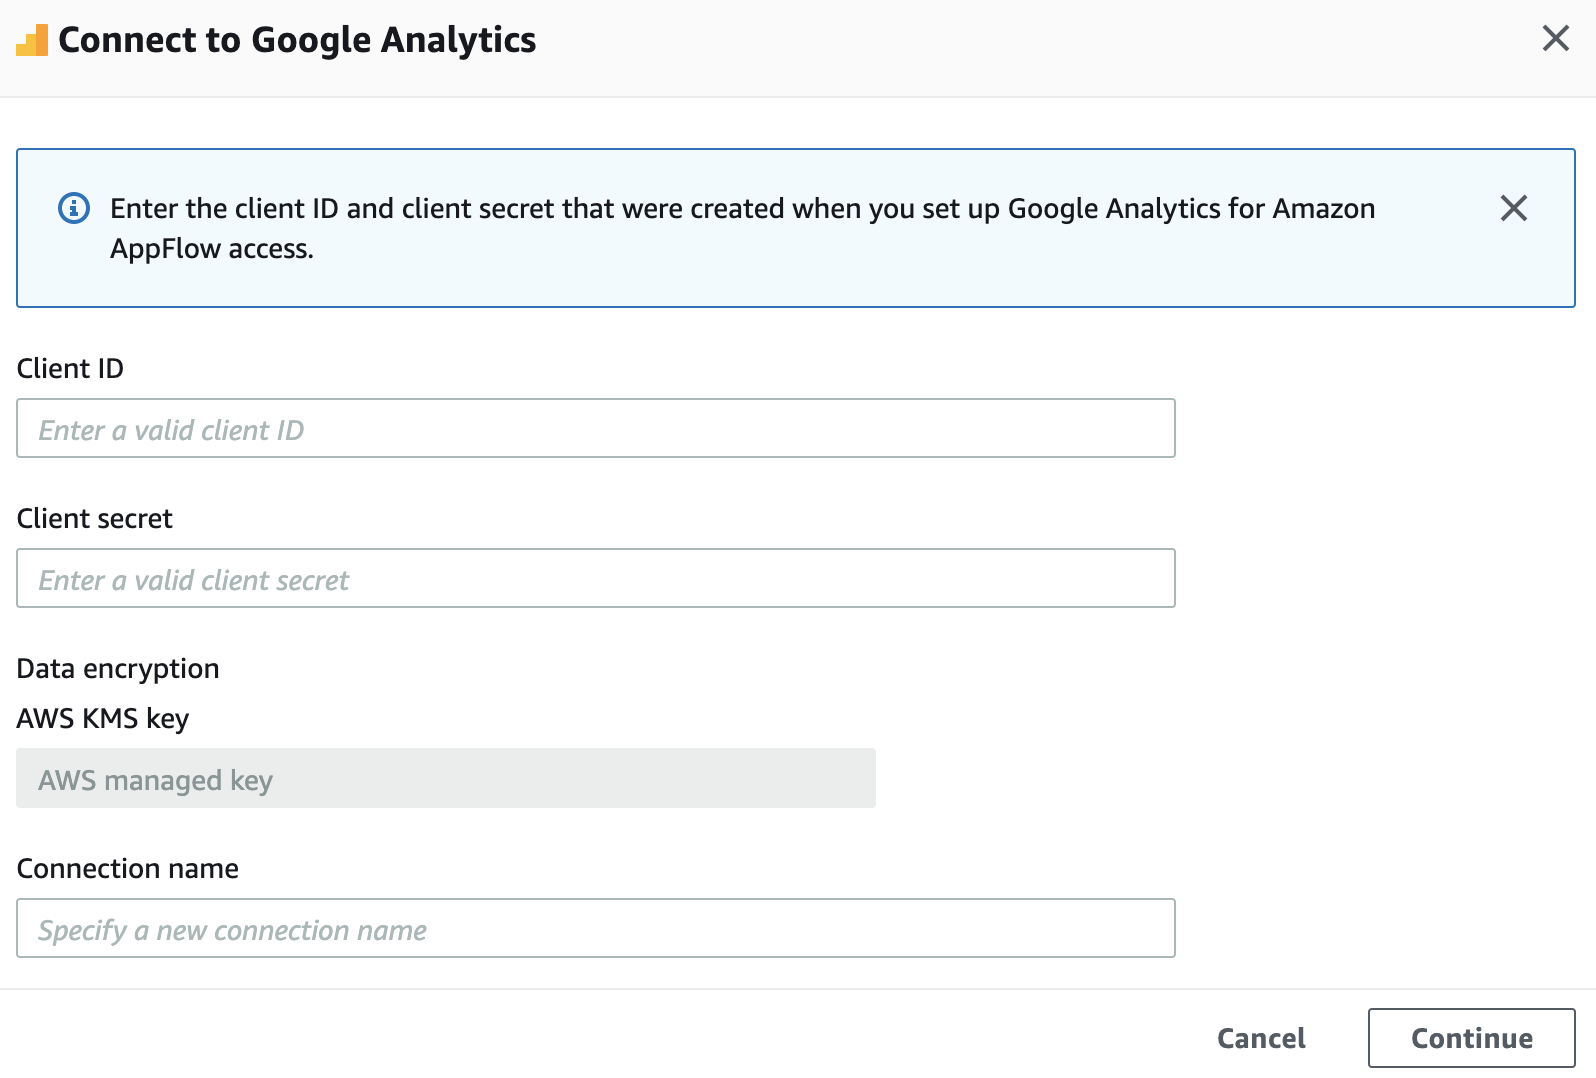 Connect to Google Analytics
Enter the client ID and client secret that were created when you set up Google Analytics for Amazon
AppFlow access.
Client ID
Enter a valid client ID
Client secret
Enter a valid client secret
Data encryption
AWS KMS key
AWS managed key
Connection name
Specify a new connection name
Cancel
Continue